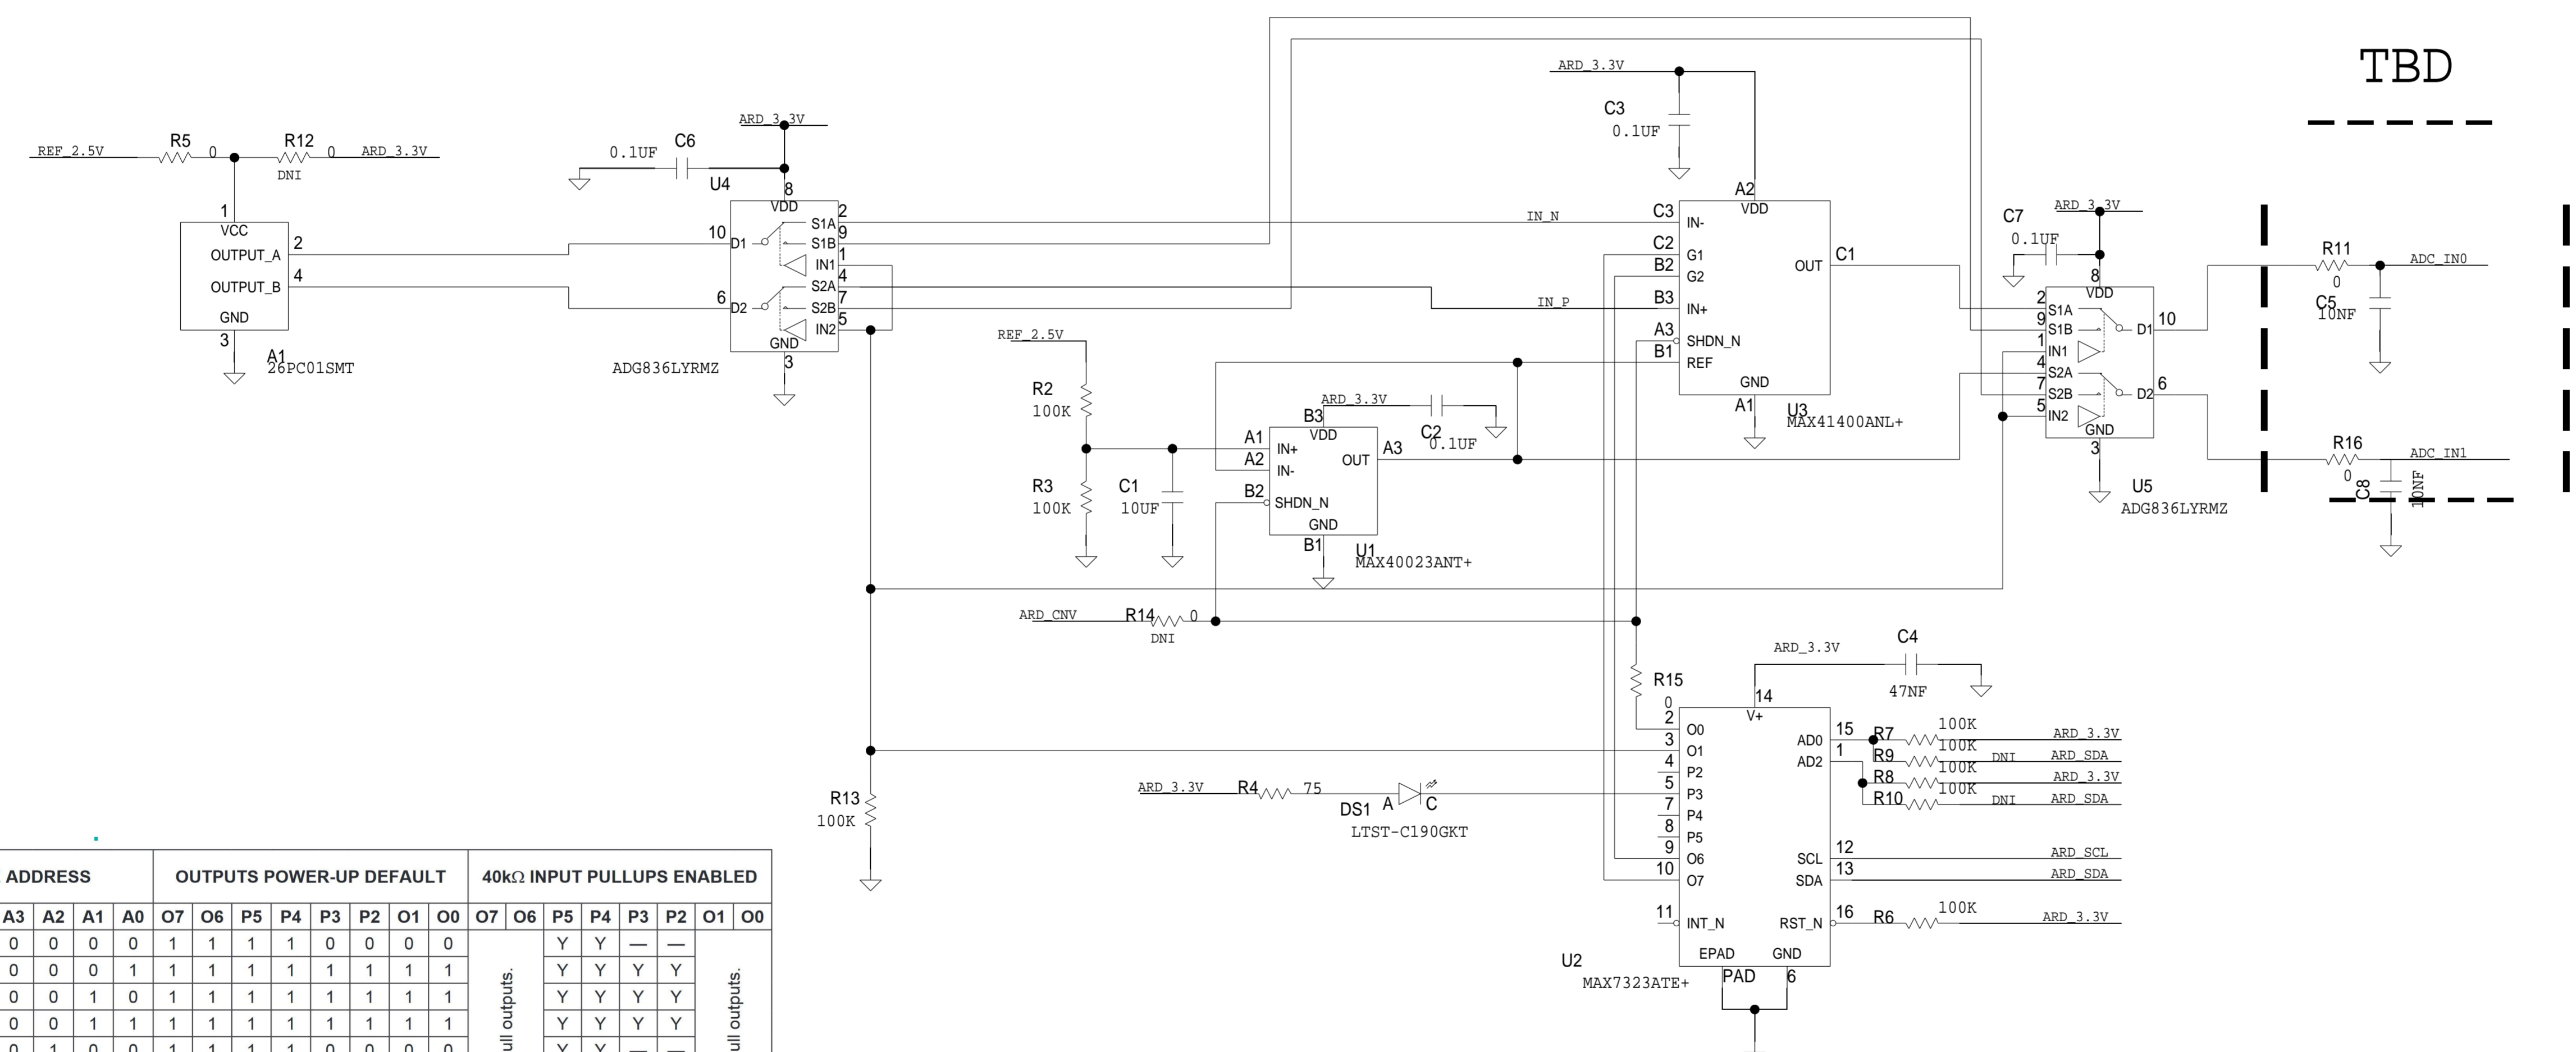 TBD
REF_2.5V R5 0 R12 0 ARD_3.3V
DNI
1
VCC
OUTPUT_A 2
OUTPUT_B 4
GND
3
A1
26PC01SMT
ARD_3.3V
C6
0.1UF
U4
8
VDD
10 D1
6 D2
S1A 2
S1B 9
IN1 1
S2A 4
S2B 7
IN2 5
GND
3
ADG836LYRMZ
IN_N
IN_P
ARD_3.3V
C3
0.1UF
A2
VDD
C3 IN-
C2 G1
B2 G2
B3 IN+
A3 SHDN_N
B1 REF
OUT C1
GND
A1
U3
MAX41400ANL+
REF_2.5V
R2
100K
R3
100K
C1
10UF
ARD_3.3V
C2
0.1UF
B3
VDD
A1 IN+
A2 IN-
B2 SHDN_N
OUT A3
GND
B1
U1
MAX40023ANT+
ARD_3.3V
C7
0.1UF
8
VDD
2 S1A
9 S1B
1 IN1
4 S2A
7 S2B
5 IN2
D1 10
D2 6
GND
3
U5
ADG836LYRMZ
R11
0
ADC_IN0
C5
10NF
R16
0
ADC_IN1
C8
10NF
ARD_CNV R14 0
DNI
R15
0
R13
100K
ARD_3.3V R4 75
DS1 A C
LTST-C190GKT
ARD_3.3V
C4
47NF
14
V+
2 O0
3 O1
4 P2
5 P3
7 P4
8 P5
9 O6
10 O7
11 INT_N
AD0 15
AD2 1
SCL 12
SDA 13
RST_N 16
EPAD GND
PAD 6
U2
MAX7323ATE+
R7 100K ARD_3.3V
R9 100K DNI ARD_SDA
R8 100K ARD_3.3V
R10 100K DNI ARD_SDA
ARD_SCL
ARD_SDA
R6 100K ARD_3.3V
ADDRESS OUTPUTS POWER-UP DEFAULT 40kΩ INPUT PULLUPS ENABLED
A3 A2 A1 A0 O7 O6 P5 P4 P3 P2 O1 O0 O7 O6 P5 P4 P3 P2 O1 O0
0 0 0 0 1 1 1 1 0 0 0 0 Y Y — —
0 0 0 1 1 1 1 1 1 1 1 1 Y Y Y Y
0 0 1 0 1 1 1 1 1 1 1 1 Y Y Y Y
0 0 1 1 1 1 1 1 1 1 1 1 Y Y Y Y
0 1 0 0 1 1 1 1 0 0 0 0 Y Y — —
outputs.
outputs.